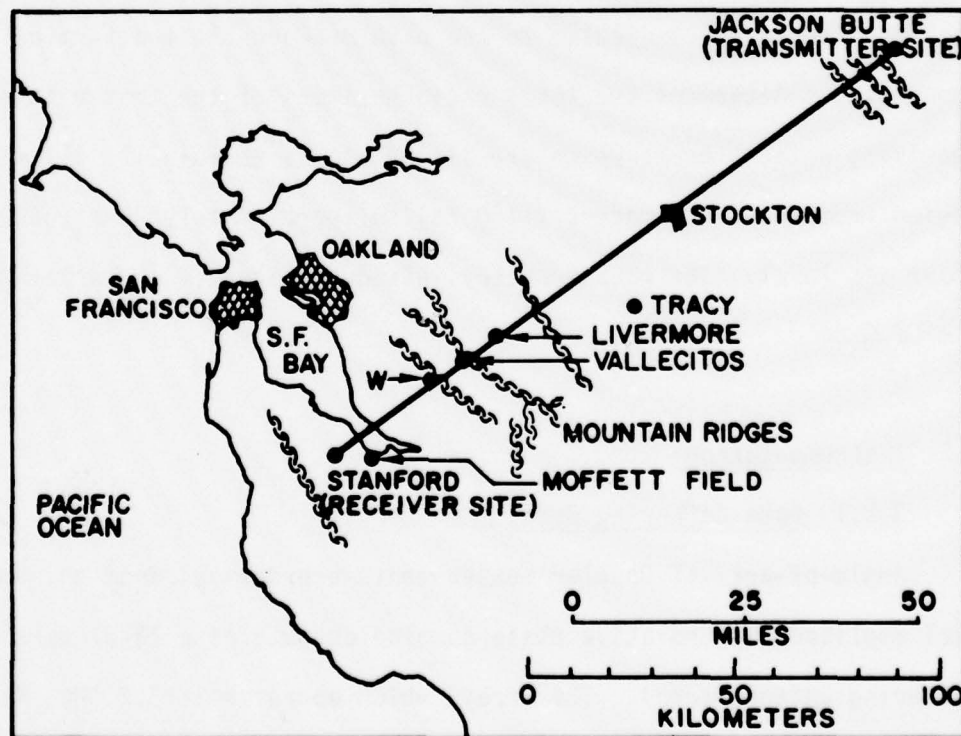 JACKSON BUTTE
(TRANSMITTER SITE)
STOCKTON
OAKLAND
SAN
FRANCISCO
S.F.
BAY
TRACY
LIVERMORE
VALLECITOS
W
MOUNTAIN RIDGES
STANFORD
(RECEIVER SITE)
MOFFETT FIELD
PACIFIC
OCEAN
0 25 50
MILES
0 50 100
KILOMETERS